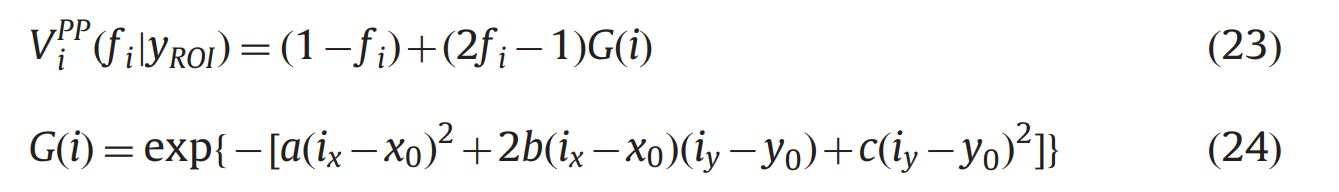 V_i^{PP}(f_i|y_{ROI}) = (1−f_i)+(2f_i−1)G(i) (23)
G(i) = exp{−[a(i_x−x_0)^2+2b(i_x−x_0)(i_y−y_0)+c(i_y−y_0)^2]} (24)